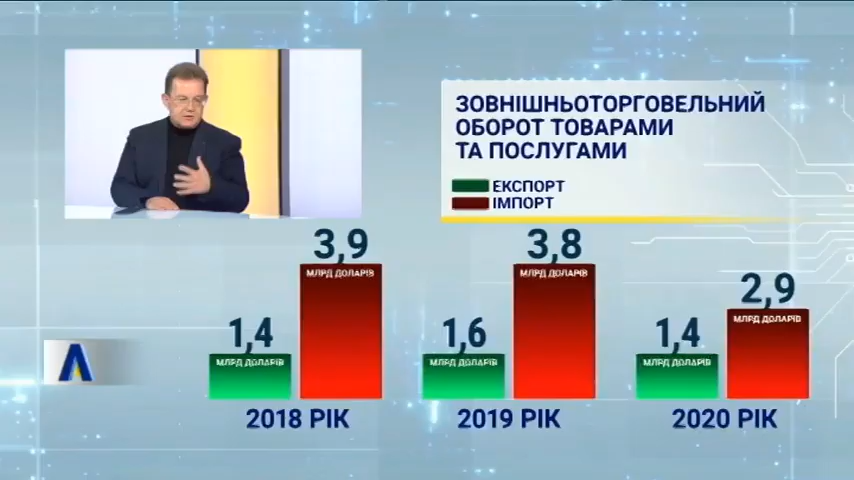 ЗОВНІШНЬОТОРГОВЕЛЬНИЙ
ОБОРОТ ТОВАРАМИ
ТА ПОСЛУГАМИ
ЕКСПОРТ
ІМПОРТ
1,4
МЛРД ДОЛАРІВ
3,9
МЛРД ДОЛАРІВ
2018 РІК
1,6
МЛРД ДОЛАРІВ
3,8
МЛРД ДОЛАРІВ
2019 РІК
1,4
МЛРД ДОЛАРІВ
2,9
МЛРД ДОЛАРІВ
2020 РІК